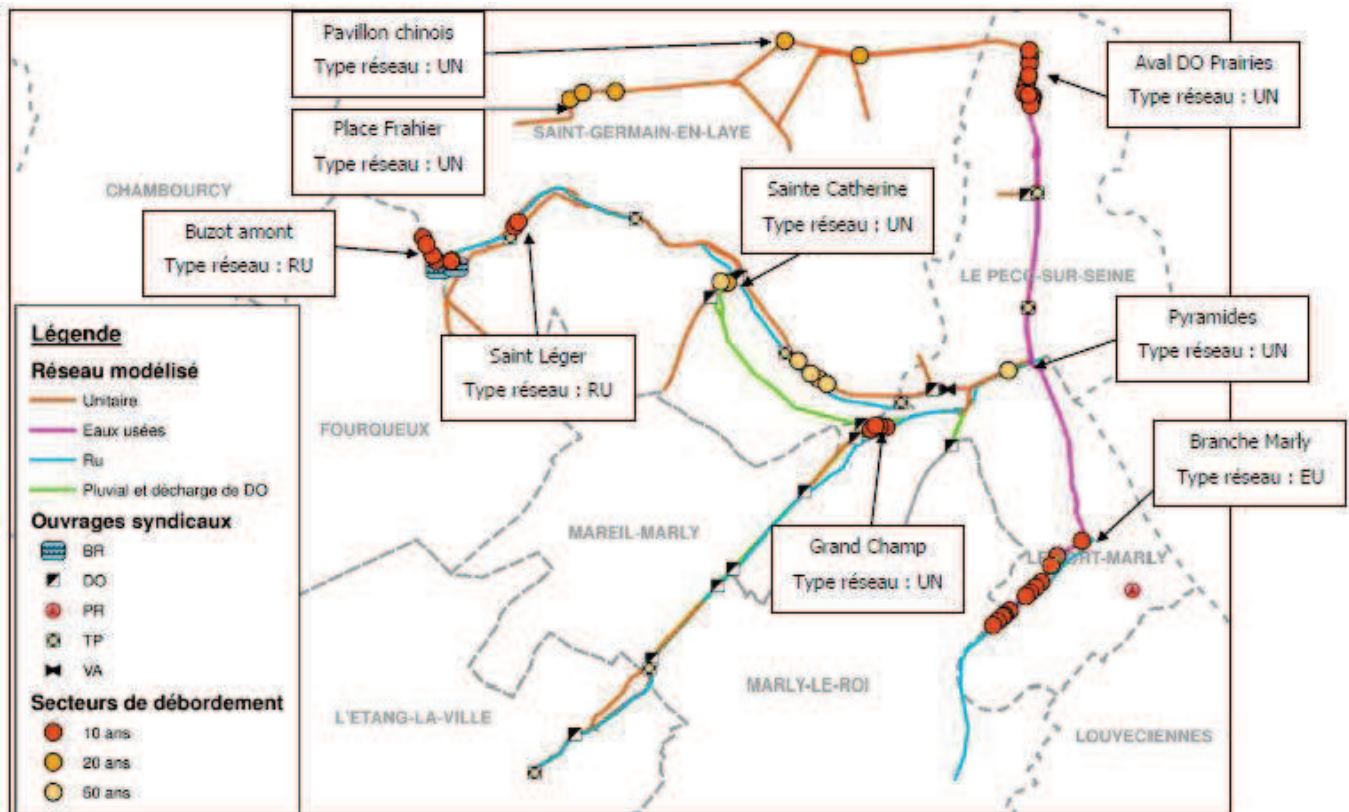 Pavillon chinois
Type réseau : UN
Aval DO Prairies
Type réseau : UN
Place Frahier
Type réseau : UN
SAINT-GERMAIN-EN-LAYE
CHAMBOURCY
Sainte Catherine
Type réseau : UN
Buzot amont
Type réseau : RU
LE PECQ-SUR-SEINE
Pyramides
Type réseau : UN
Saint Léger
Type réseau : RU
FOURQUEUX
Branche Marly
Type réseau : EU
MAREIL-MARLY
Grand Champ
Type réseau : UN
LE PORT-MARLY
MARLY-LE-ROI
L'ETANG-LA-VILLE
LOUVECIENNES
Légende
Réseau modélisé
Unitaire
Eaux usées
Ru
Pluvial et décharge de DO
Ouvrages syndicaux
BR
DO
PR
TP
VA
Secteurs de débordement
10 ans
20 ans
50 ans